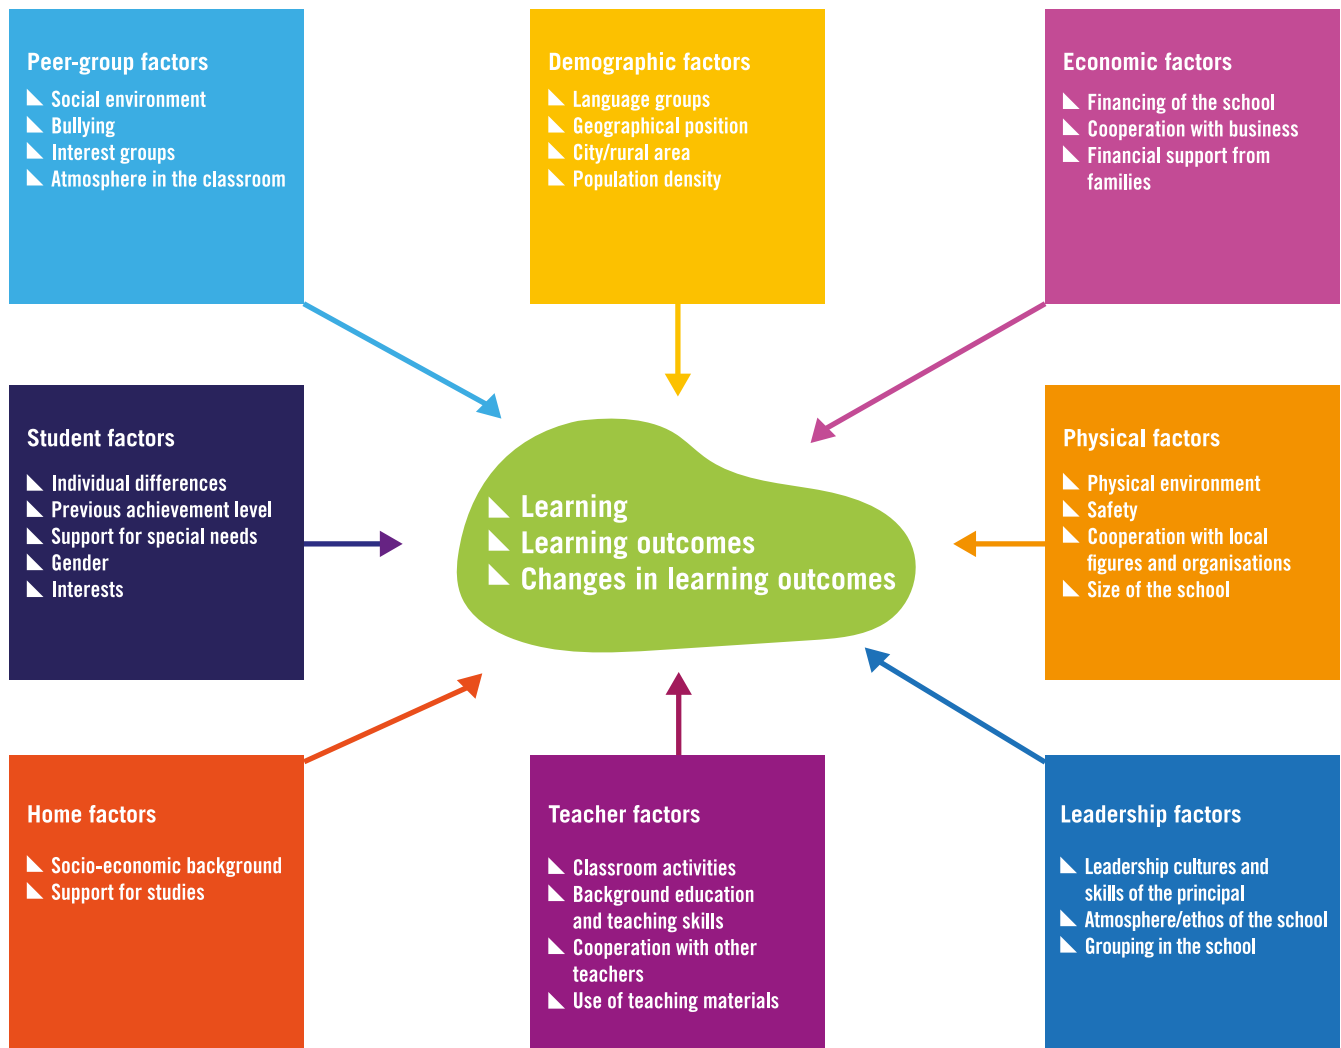 Peer-group factors
Social environment
Bullying
Interest groups
Atmosphere in the classroom
Demographic factors
Language groups
Geographical position
City/rural area
Population density
Economic factors
Financing of the school
Cooperation with business
Financial support from
families
Student factors
Individual differences
Previous achievement level
Support for special needs
Gender
Interests
Learning
Learning outcomes
Changes in learning outcomes
Physical factors
Physical environment
Safety
Cooperation with local
figures and organisations
Size of the school
Home factors
Socio-economic background
Support for studies
Teacher factors
Classroom activities
Background education
and teaching skills
Cooperation with other
teachers
Use of teaching materials
Leadership factors
Leadership cultures and
skills of the principal
Atmosphere/ethos of the school
Grouping in the school